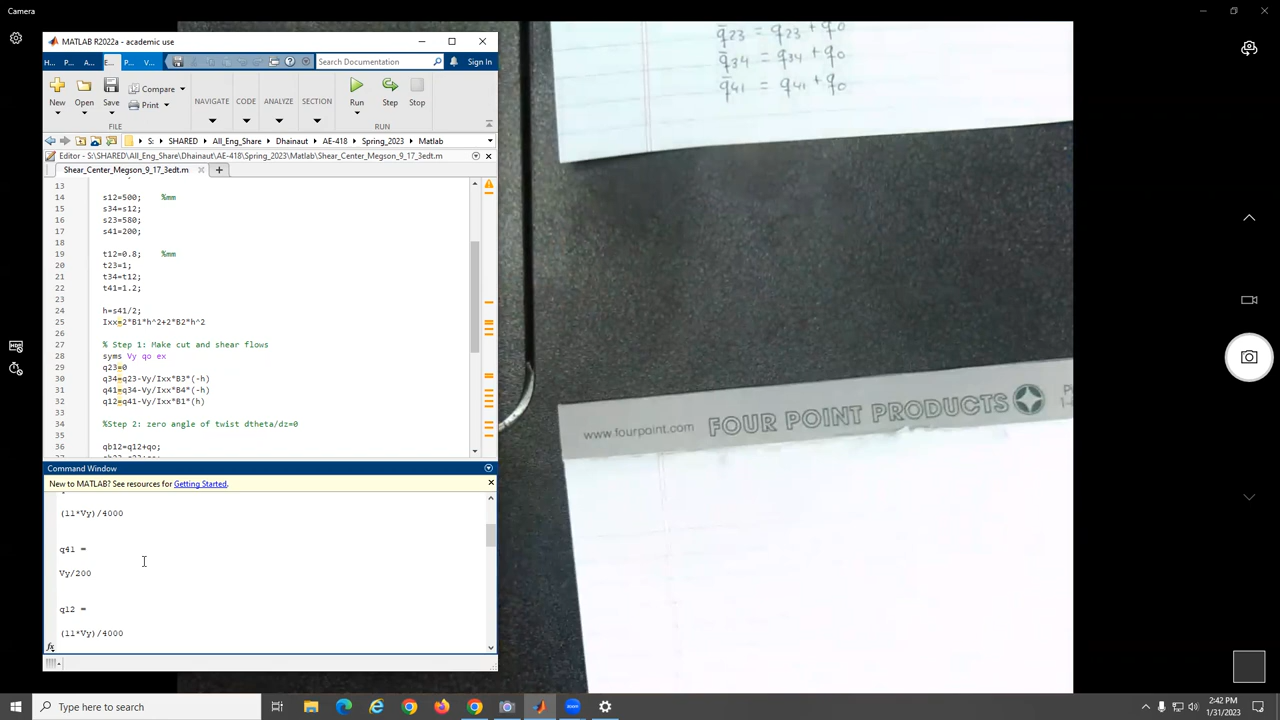 Camera
MATLAB R2022a - academic use
H... P... A... E... P... V...
Search Documentation
Sign In
New Open Save
Compare
Print
NAVIGATE CODE ANALYZE SECTION
Run Step Stop
FILE
RUN
S: SHARED All_Eng_Share Dhainaut AE-418 Spring_2023 Matlab
Editor - S:\SHARED\All_Eng_Share\Dhainaut\AE-418\Spring_2023\Matlab\Shear_Center_Megson_9_17_3edt.m
Shear_Center_Megson_9_17_3edt.m
13
14 s12=500; %mm
15 s34=s12;
16 s23=580;
17 s41=200;
18
19 t12=0.8; %mm
20 t23=1;
21 t34=t12;
22 t41=1.2;
23
24 h=s41/2;
25 Ixx=2*B1*h^2+2*B2*h^2
26
27 % Step 1: Make cut and shear flows
28 syms Vy qo ex
29 q23=0
30 q34=q23-Vy/Ixx*B3*(-h)
31 q41=q34-Vy/Ixx*B4*(-h)
32 q12=q41-Vy/Ixx*B1*(h)
33
34 %Step 2: zero angle of twist dtheta/dz=0
35
36 qb12=q12+qo;
Command Window
New to MATLAB? See resources for Getting Started.
(11*Vy)/4000
q41 =
Vy/200
q12 =
(11*Vy)/4000
fx
q̄23 = q23 + q0
q̄34 = q34 + q0
q̄41 = q41 + q0
www.fourpoint.com FOUR POINT PRODUCTS
Type here to search
2:42 PM
1/31/2023